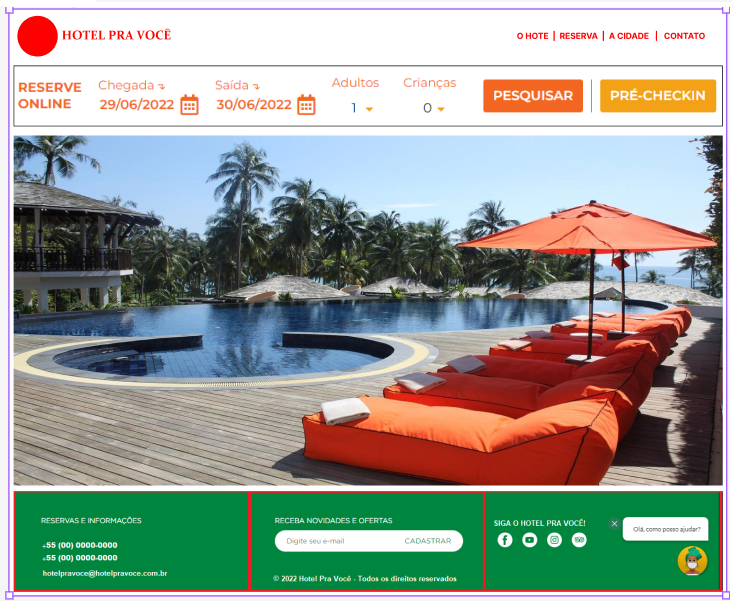 HOTEL PRA VOCÊ
O HOTE | RESERVA | A CIDADE | CONTATO
RESERVE ONLINE
Chegada
29/06/2022
Saída
30/06/2022
Adultos
1
Crianças
0
PESQUISAR
PRÉ-CHECKIN
RESERVAS E INFORMAÇÕES
+55 (00) 0000-0000
+55 (00) 0000-0000
hotelpravoce@hotelpravoce.com.br
RECEBA NOVIDADES E OFERTAS
Digite seu e-mail
CADASTRAR
© 2022 Hotel Pra Você - Todos os direitos reservados
SIGA O HOTEL PRA VOCÊ!
Olá, como posso ajudar?